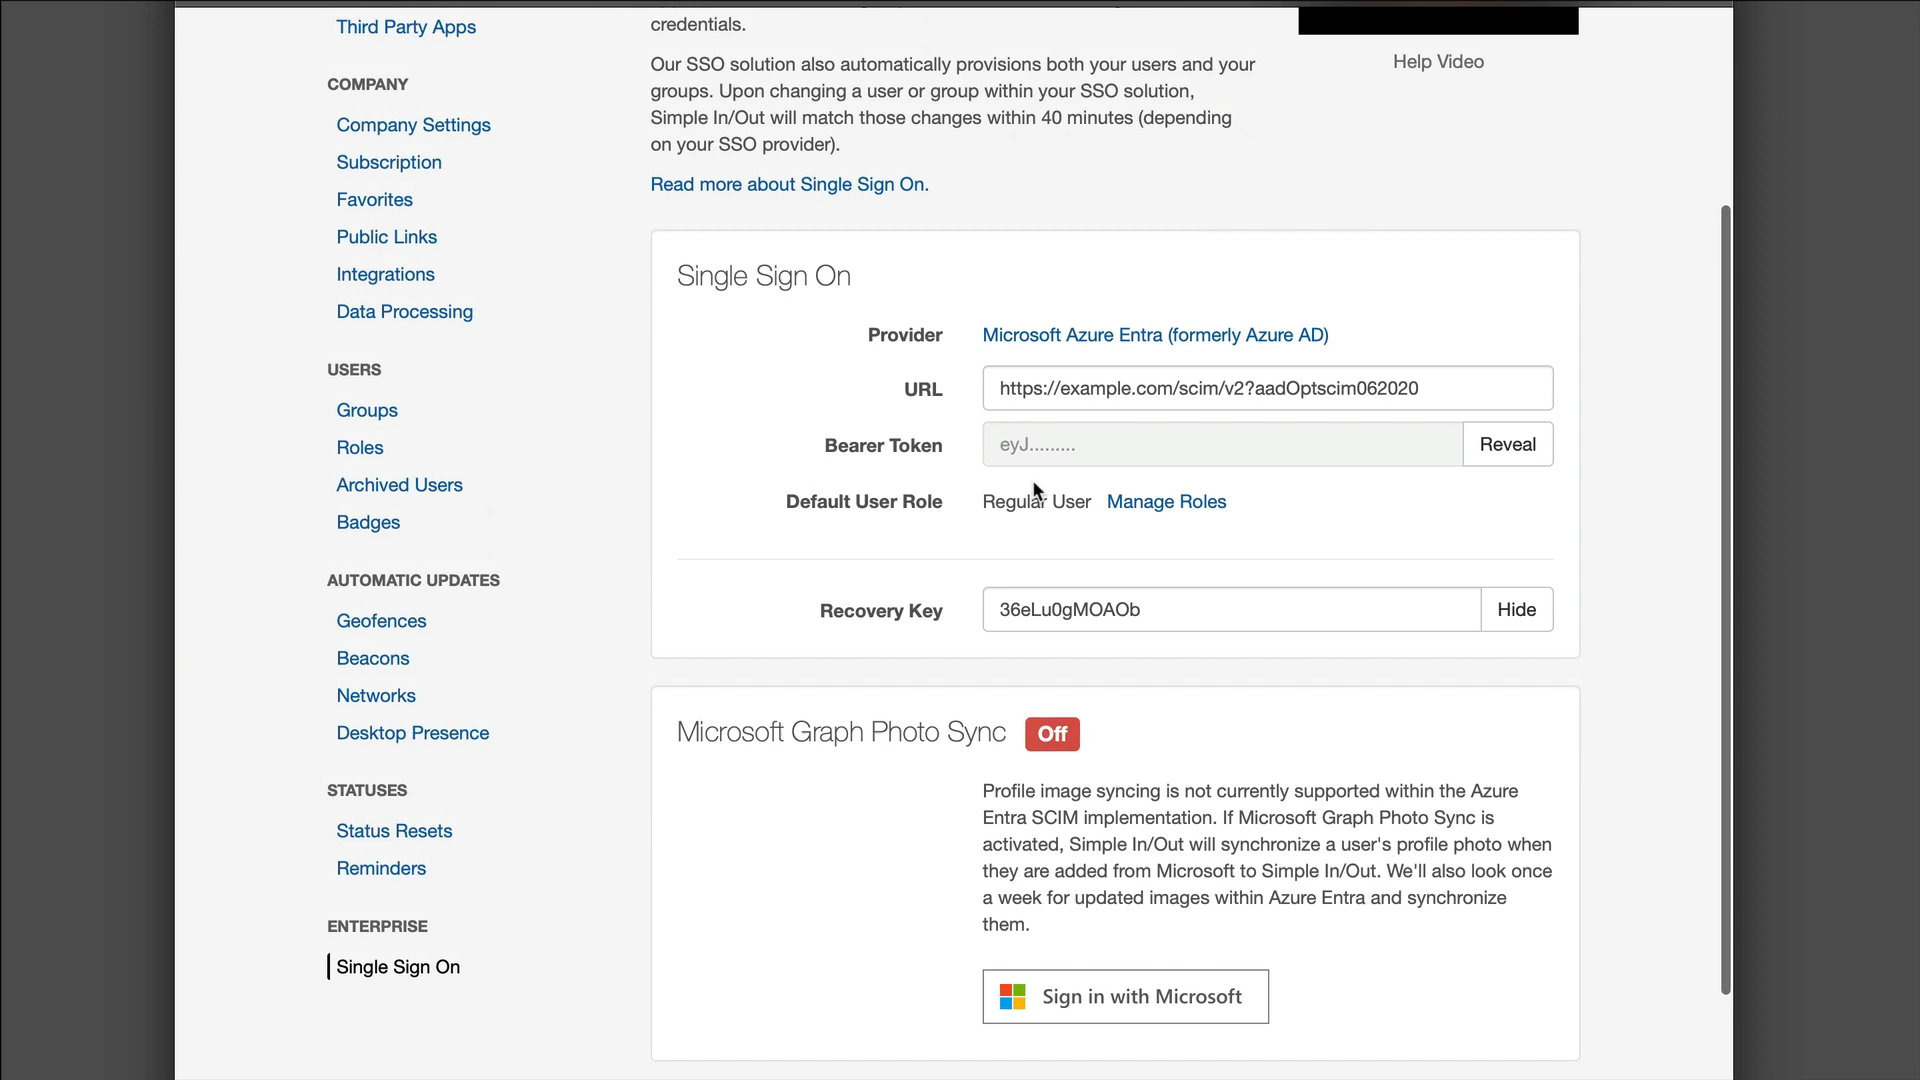 Third Party Apps
COMPANY
Company Settings
Subscription
Favorites
Public Links
Integrations
Data Processing
USERS
Groups
Roles
Archived Users
Badges
AUTOMATIC UPDATES
Geofences
Beacons
Networks
Desktop Presence
STATUSES
Status Resets
Reminders
ENTERPRISE
Single Sign On
credentials.
Our SSO solution also automatically provisions both your users and your
groups. Upon changing a user or group within your SSO solution,
Simple In/Out will match those changes within 40 minutes (depending
on your SSO provider).
Read more about Single Sign On.
Help Video
Single Sign On
Provider Microsoft Azure Entra (formerly Azure AD)
URL https://example.com/scim/v2?aadOptscim062020
Bearer Token eyJ......... Reveal
Default User Role Regular User Manage Roles
Recovery Key 36eLu0gMOAOb Hide
Microsoft Graph Photo Sync Off
Profile image syncing is not currently supported within the Azure
Entra SCIM implementation. If Microsoft Graph Photo Sync is
activated, Simple In/Out will synchronize a user's profile photo when
they are added from Microsoft to Simple In/Out. We'll also look once
a week for updated images within Azure Entra and synchronize
them.
Sign in with Microsoft